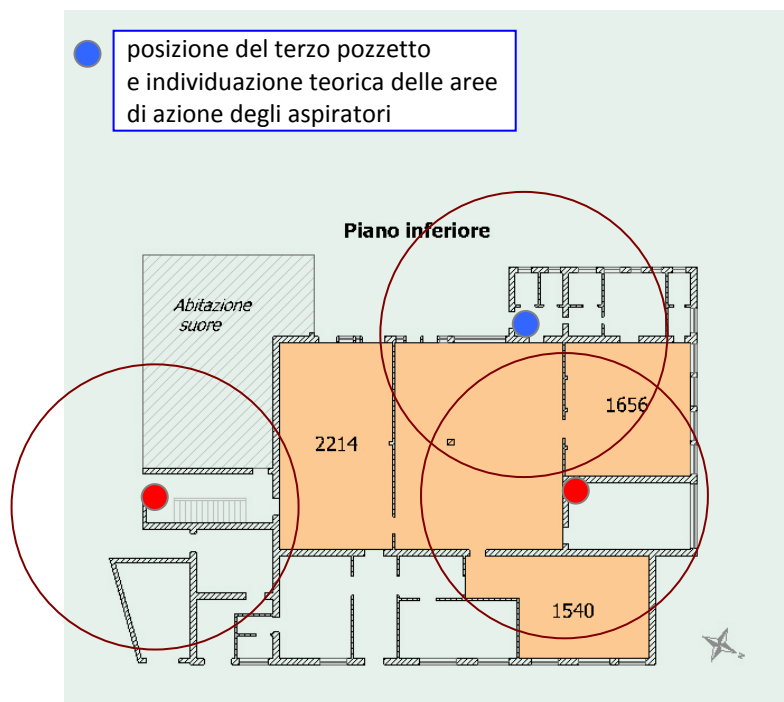 posizione del terzo pozzetto
e individuazione teorica delle aree
di azione degli aspiratori
Piano inferiore
Abitazione
suore
1656
2214
1540
N